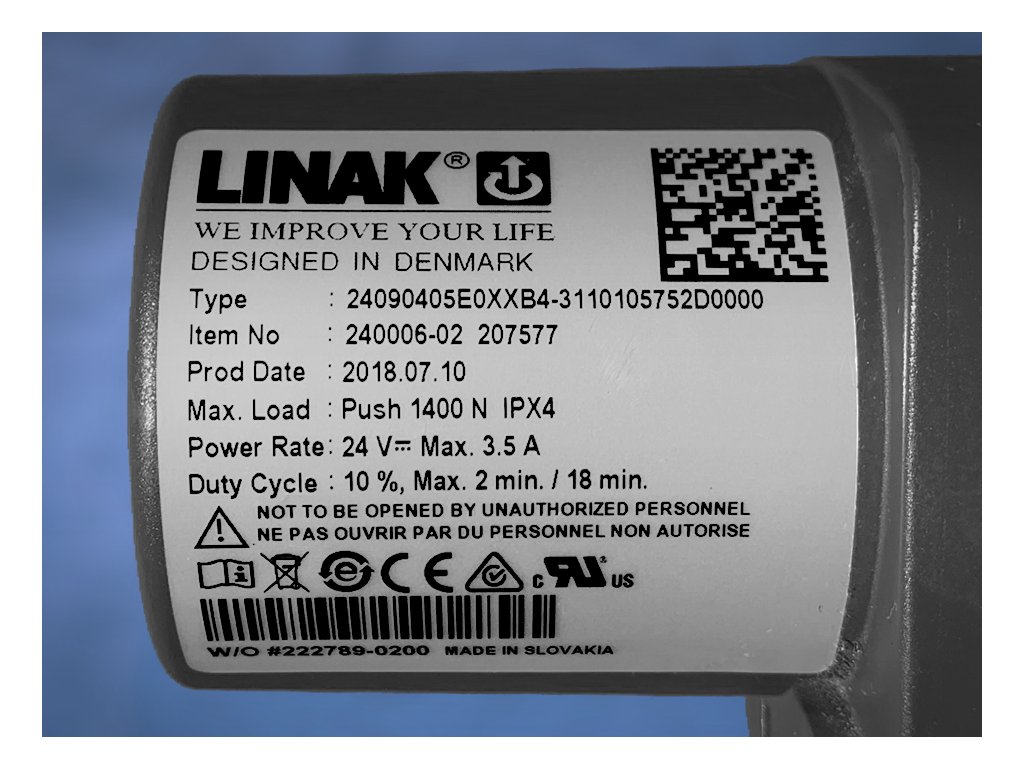 LINAK®
WE IMPROVE YOUR LIFE
DESIGNED IN DENMARK
Type : 24090405E0XXB4-3110105752D0000
Item No : 240006-02 207577
Prod Date : 2018.07.10
Max. Load : Push 1400 N IPX4
Power Rate: 24 V⎓ Max. 3.5 A
Duty Cycle : 10 %, Max. 2 min. / 18 min.
NOT TO BE OPENED BY UNAUTHORIZED PERSONNEL
NE PAS OUVRIR PAR DU PERSONNEL NON AUTORISE
CE c RU US
W/O #222789-0200 MADE IN SLOVAKIA